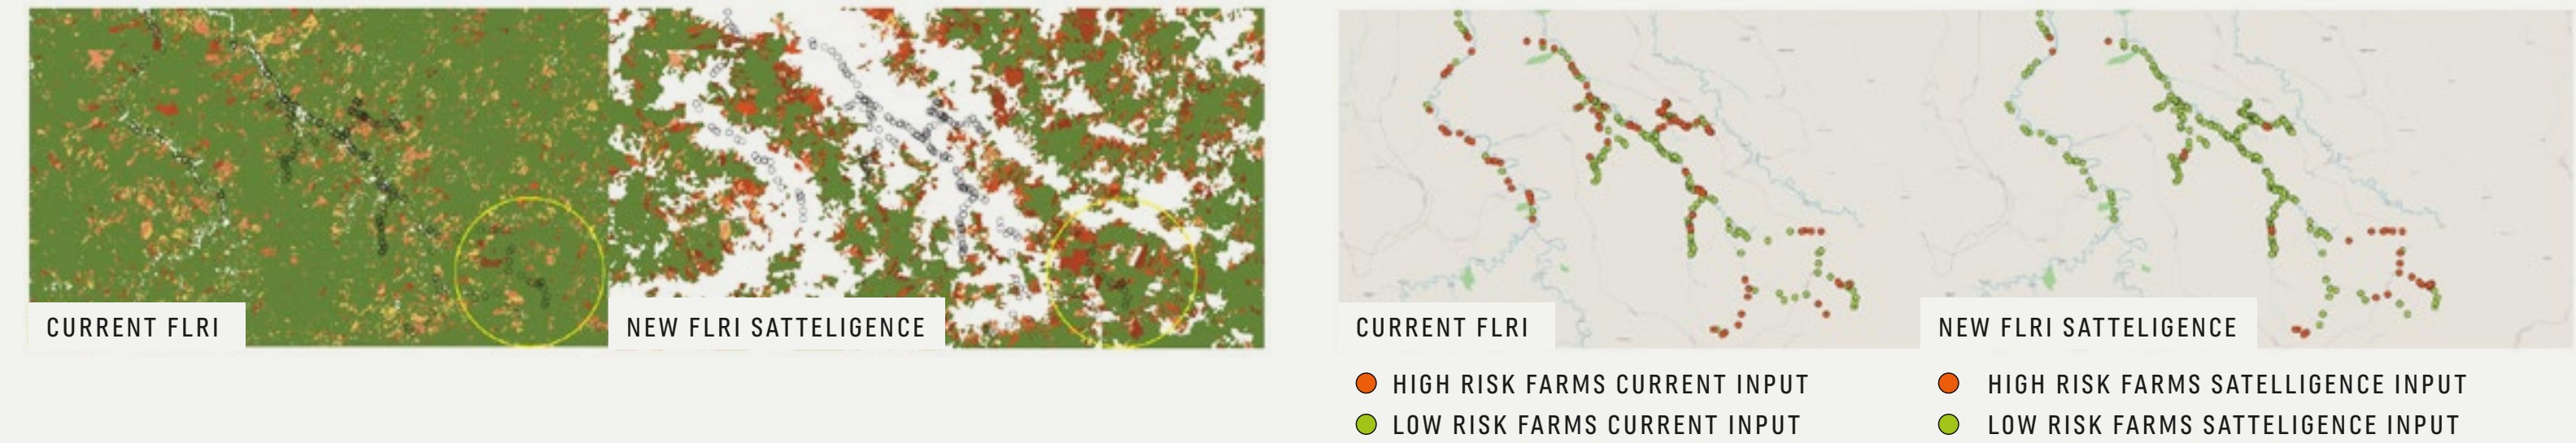 CURRENT FLRI
NEW FLRI SATTELIGENCE
CURRENT FLRI
NEW FLRI SATTELIGENCE
HIGH RISK FARMS CURRENT INPUT
LOW RISK FARMS CURRENT INPUT
HIGH RISK FARMS SATELLIGENCE INPUT
LOW RISK FARMS SATTELIGENCE INPUT